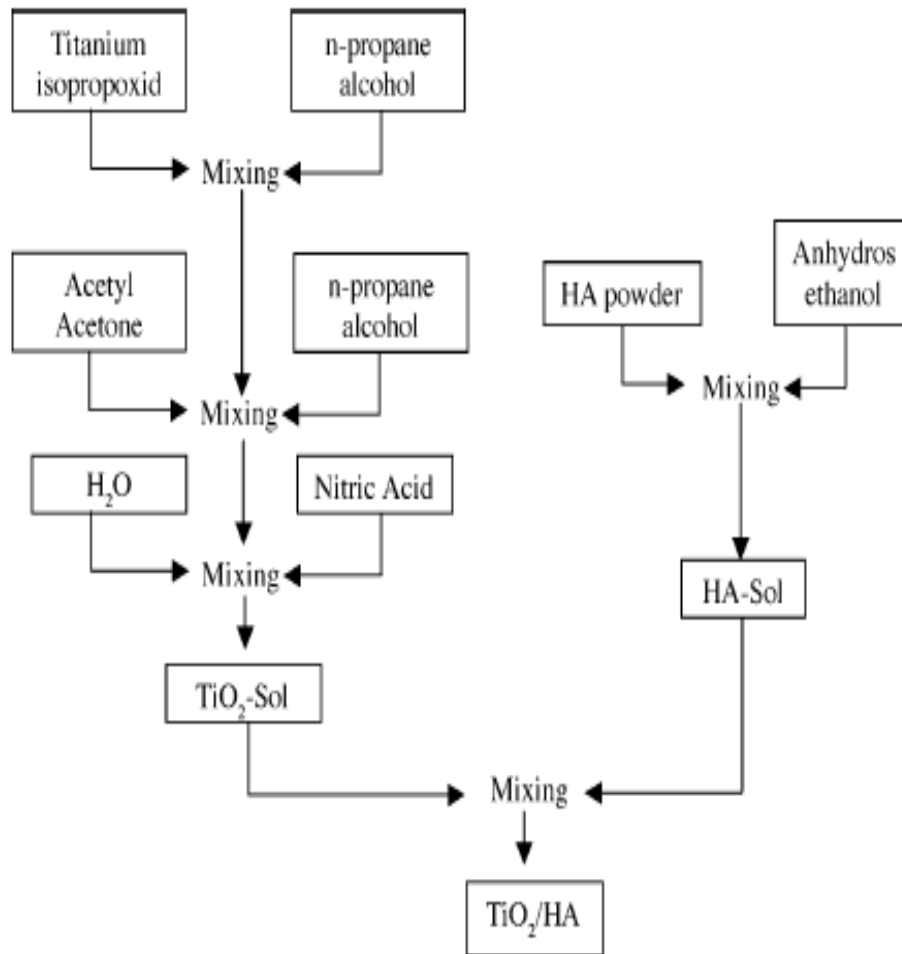 Titanium
isopropoxid
n-propane
alcohol
Mixing
Acetyl
Acetone
n-propane
alcohol
HA powder
Anhydros
ethanol
Mixing
Mixing
H₂O
Nitric Acid
Mixing
HA-Sol
TiO₂-Sol
Mixing
TiO₂/HA